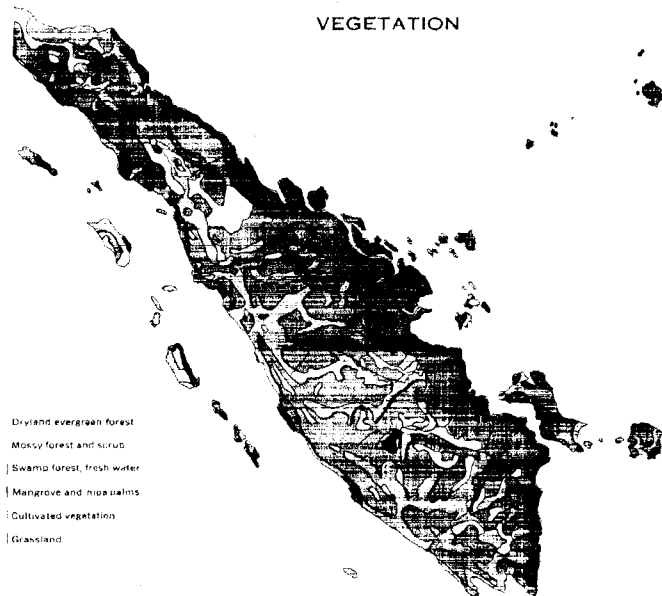 VEGETATION
Dryland evergreen forest
Mossy forest and scrub
Swamp forest, fresh water
Mangrove and nipa palms
Cultivated vegetation
Grassland